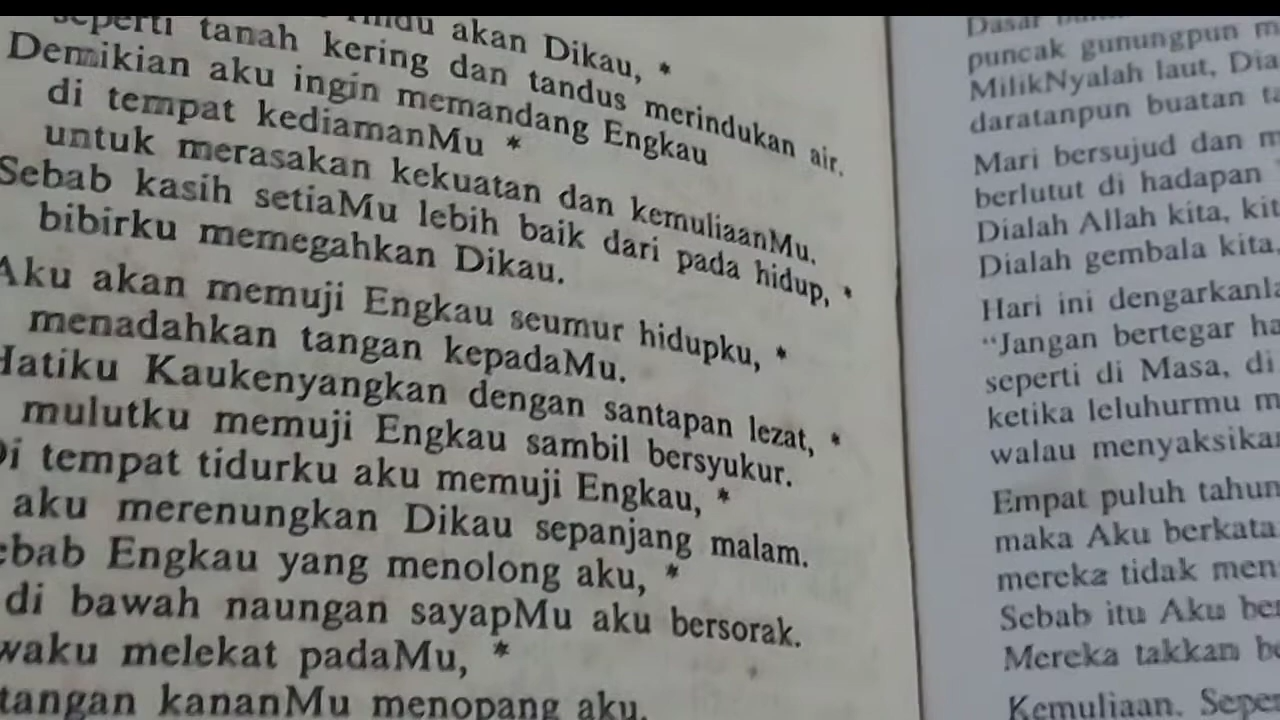 akan Dikau, *
seperti tanah kering dan tandus merindukan air.
Demikian aku ingin memandang Engkau
di tempat kediamanMu *
untuk merasakan kekuatan dan kemuliaanMu.
Sebab kasih setiaMu lebih baik dari pada hidup, *
bibirku memegahkan Dikau.
Aku akan memuji Engkau seumur hidupku, *
menadahkan tangan kepadaMu.
Hatiku Kaukenyangkan dengan santapan lezat, *
mulutku memuji Engkau sambil bersyukur.
Di tempat tidurku aku memuji Engkau, *
aku merenungkan Dikau sepanjang malam.
Engkau yang menolong aku, *
di bawah naungan sayapMu aku bersorak.
melekat padaMu, *
tangan kananMu menopang aku.
Dasar
puncak gunungpun
MilikNyalah laut,
daratanpun buatan
Mari bersujud dan
berlutut di hadapan
Dialah Allah kita,
Dialah gembala kita,
Hari ini
"Jangan bertegar
seperti di Masa, di
ketika leluhurmu
walau
Empat puluh tahun
maka Aku berkata
mereka tidak
Sebab itu Aku
Mereka takkan
Kemuliaan.